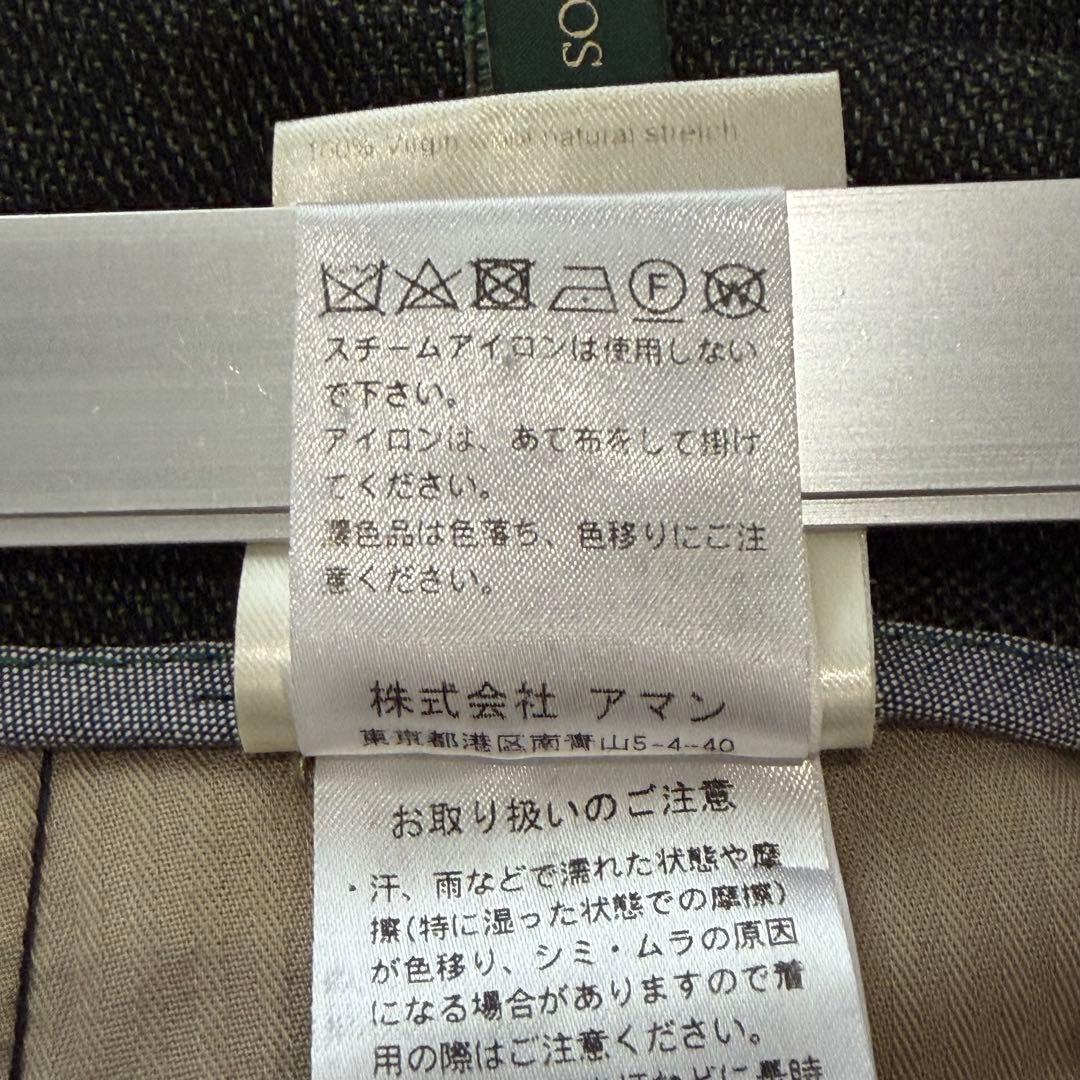 SO
100% Virgin wool natural stretch
F
W
スチームアイロンは使用しない
で下さい。
アイロンは、あて布をして掛け
てください。
濃色品は色落ち、色移りにご注
意ください。
株式会社 アマン
東京都港区南青山5-4-40
お取り扱いのご注意
・汗、雨などで濡れた状態や摩
擦(特に湿った状態での摩擦)
が色移り、シミ・ムラの原因
になる場合がありますので着
用の際はご注意ください。